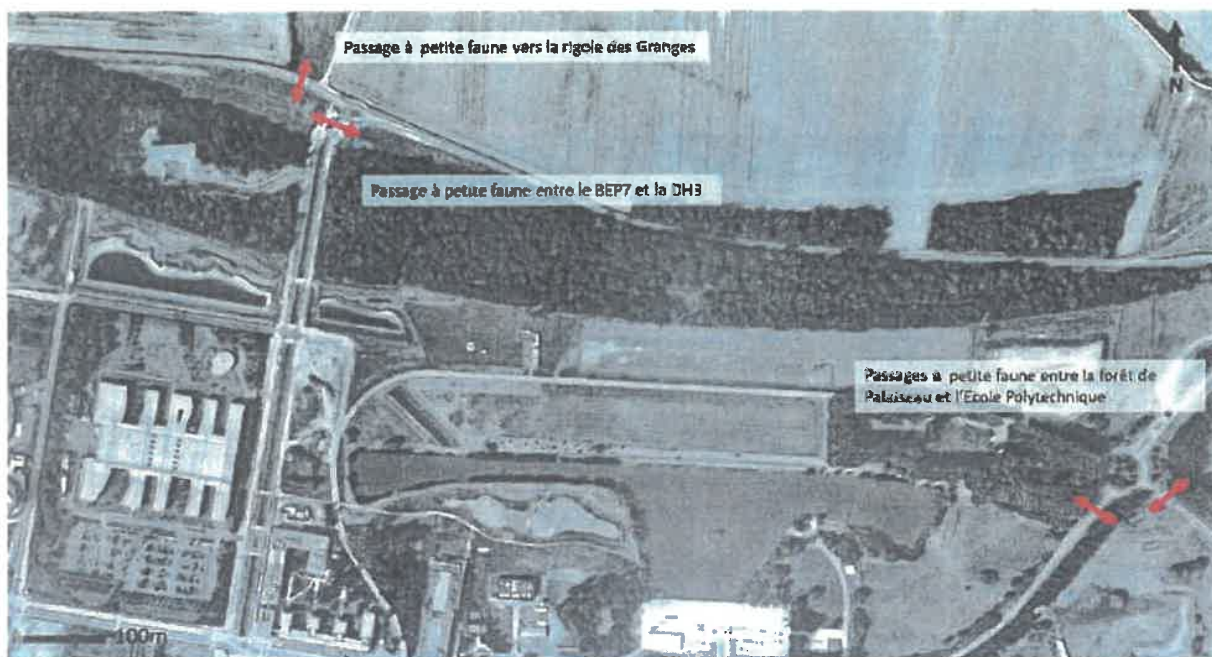 Passage à petite faune vers la rigole des Granges
N
Passage à petite faune entre le BEP7 et la DH3
Passages à petite faune entre la forêt de
Palaiseau et l'Ecole Polytechnique
100m